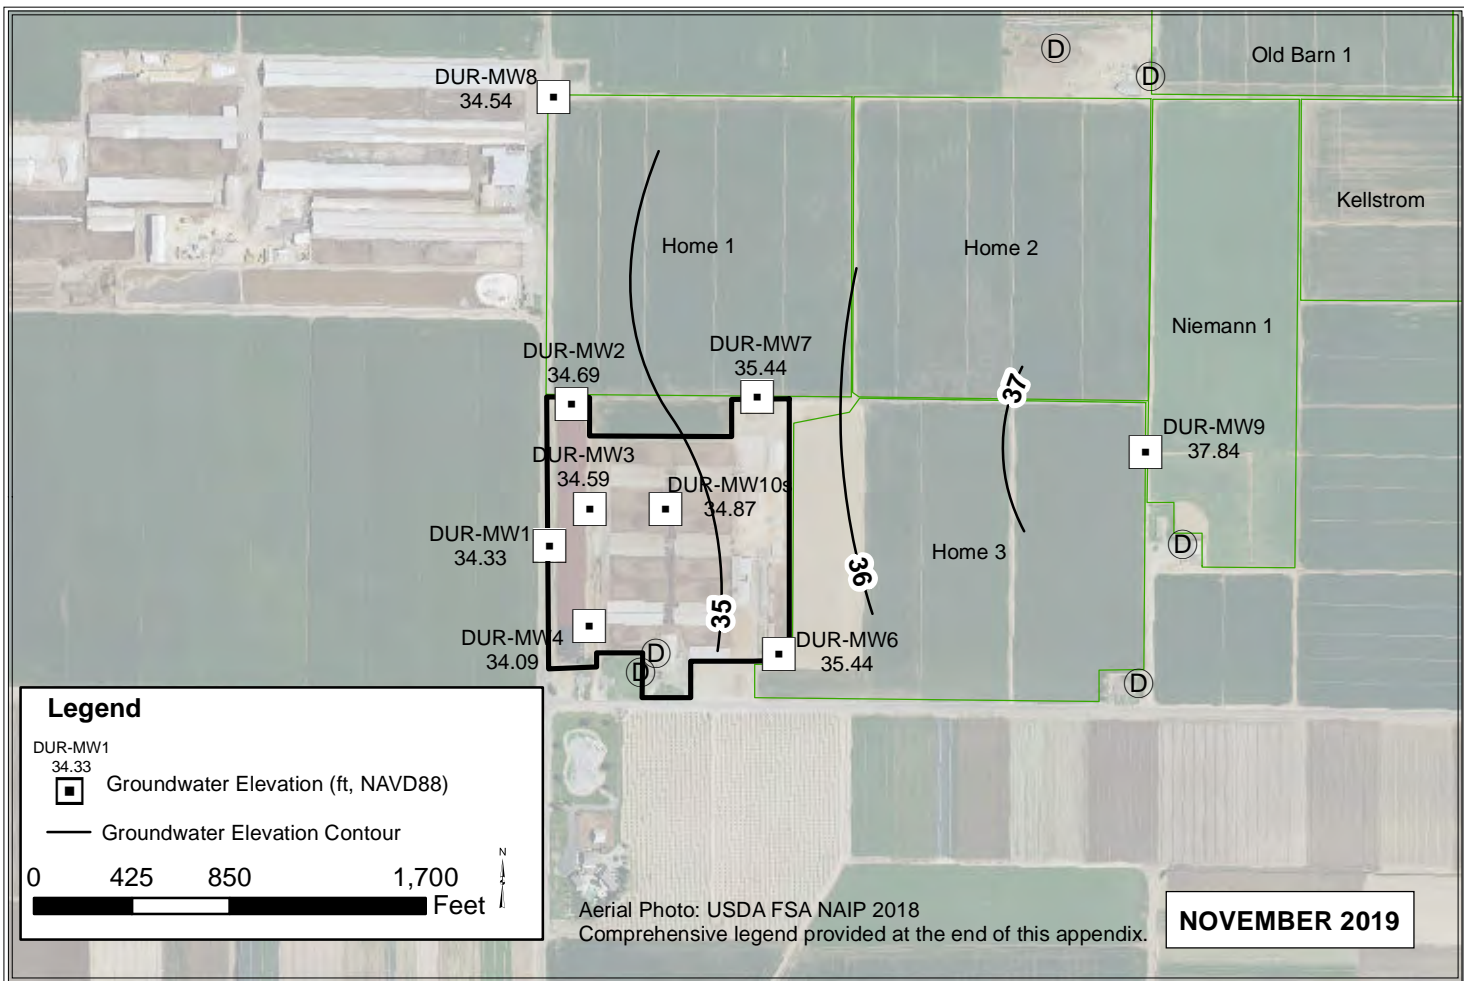 D
Old Barn 1
DUR-MW8
34.54
D
Kellstrom
Home 1
Home 2
Niemann 1
DUR-MW2
34.69
DUR-MW7
35.44
37
DUR-MW9
37.84
DUR-MW3
34.59
DUR-MW10s
34.87
DUR-MW1
34.33
D
Home 3
36
35
DUR-MW4
34.09
D
D
DUR-MW6
35.44
D
Legend
DUR-MW1
34.33
Groundwater Elevation (ft, NAVD88)
Groundwater Elevation Contour
N
0 425 850 1,700
Feet
Aerial Photo: USDA FSA NAIP 2018
Comprehensive legend provided at the end of this appendix.
NOVEMBER 2019